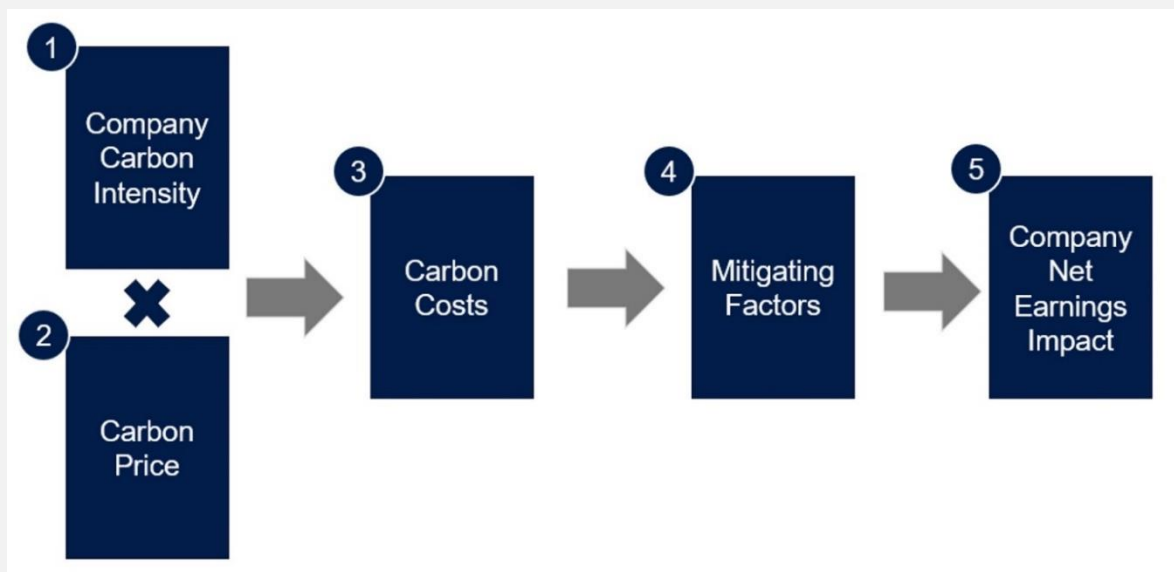 1
Company
Carbon
Intensity
2
Carbon
Price
3
Carbon
Costs
4
Mitigating
Factors
5
Company
Net
Earnings
Impact